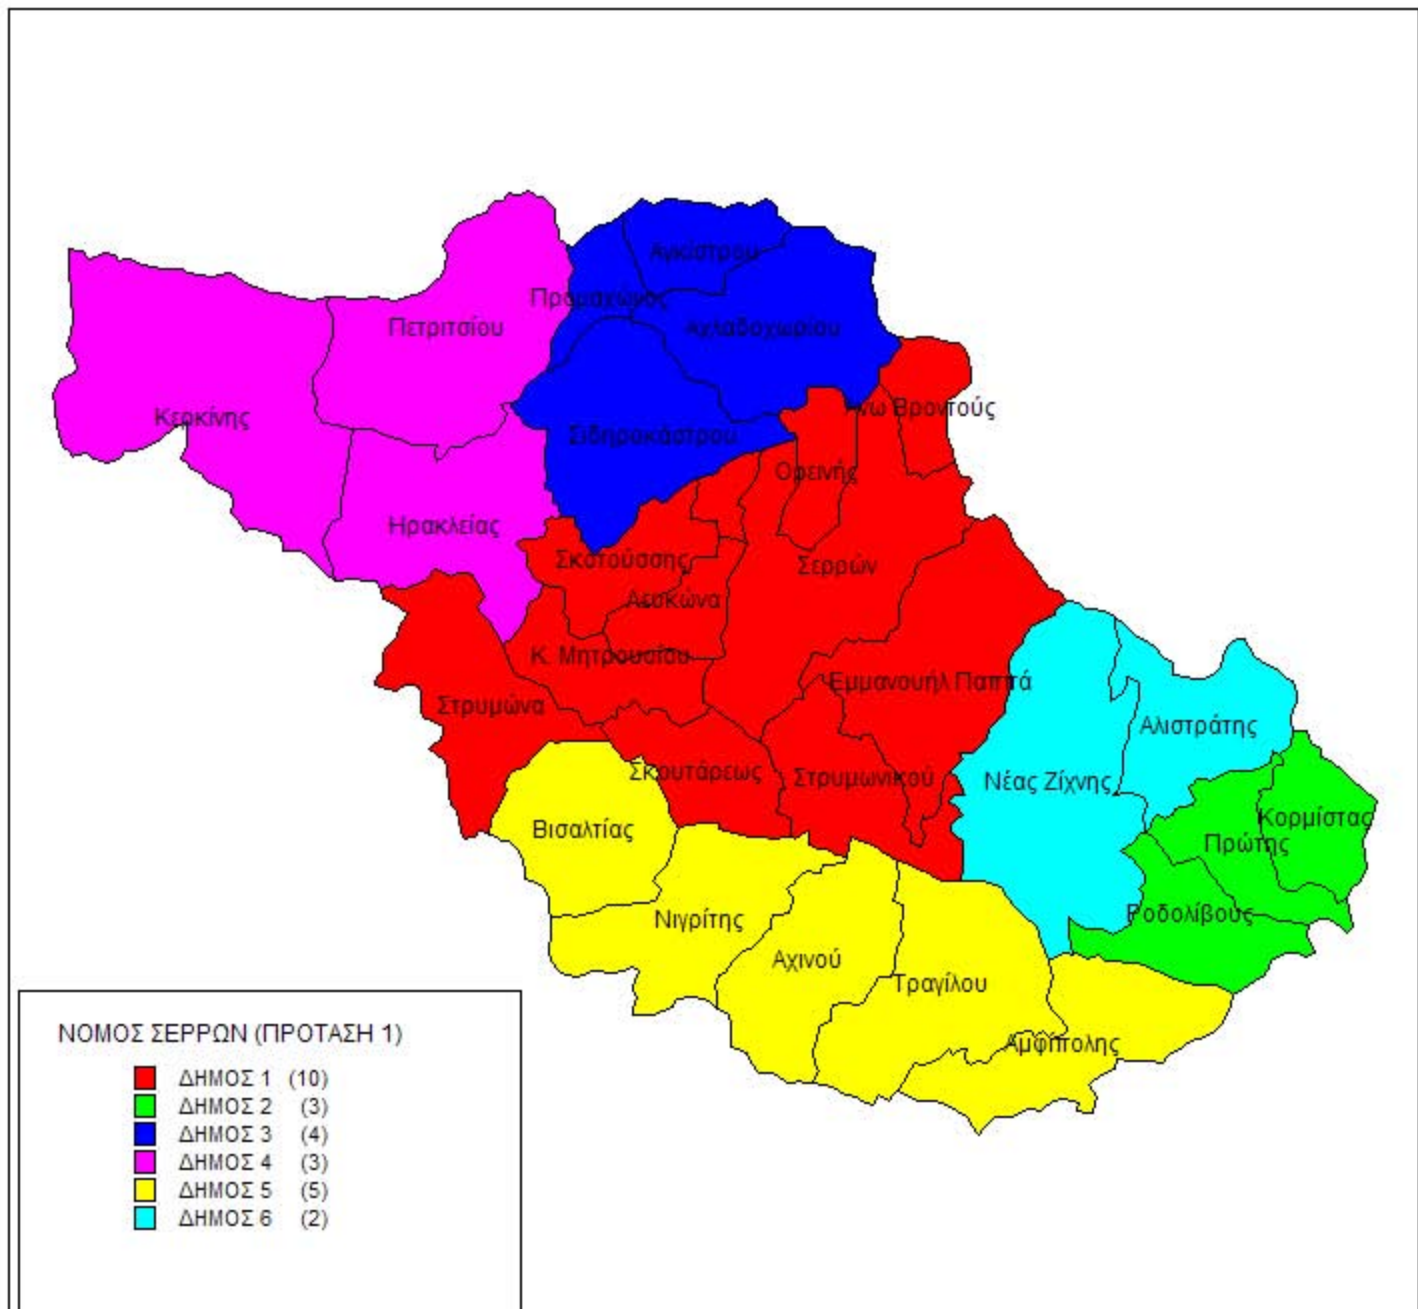 Αγκίστρου
Προμαχώνος
Πετριτσίου
Αχλαδοχωρίου
Κερκίνης
νω Βροντούς
Σιδηροκάστρου
Ορεινής
Ηρακλείας
Σκοτούσσης
Σερρών
Λευκώνα
Κ. Μητρουσίου
Εμμανουήλ Παππά
Στρυμώνα
Αλιστράτης
Σκουτάρεως
Στρυμωνικού
Νέας Ζίχνης
Βισαλτίας
Κορμίστας
Πρώτης
Νιγρίτης
Ροδολίβους
Αχινού
Τραγίλου
Αμφίπολης
ΝΟΜΟΣ ΣΕΡΡΩΝ (ΠΡΟΤΑΣΗ 1)
ΔΗΜΟΣ 1 (10)
ΔΗΜΟΣ 2 (3)
ΔΗΜΟΣ 3 (4)
ΔΗΜΟΣ 4 (3)
ΔΗΜΟΣ 5 (5)
ΔΗΜΟΣ 6 (2)